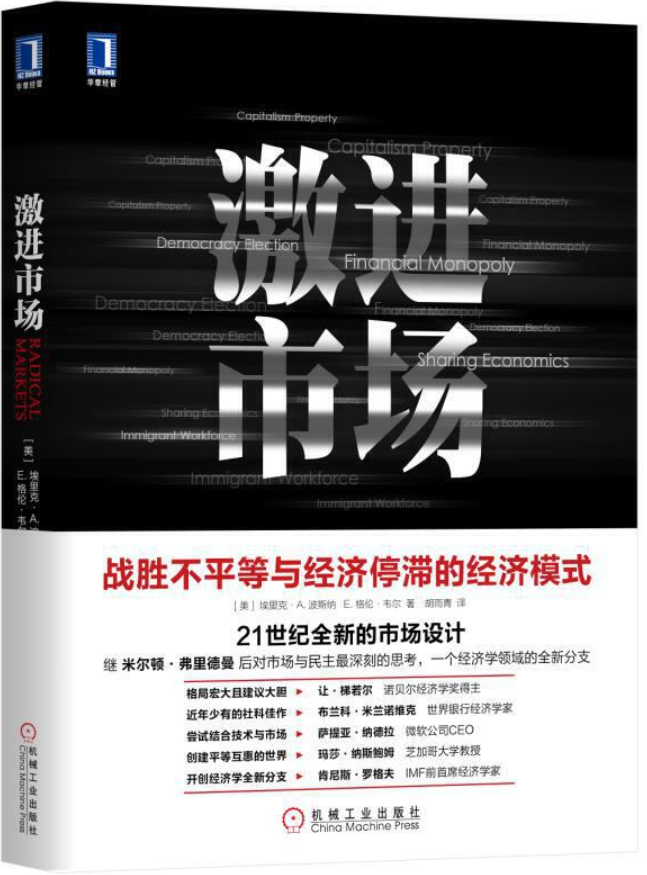 HZ Books
华章经管
HZ Books
华章经管
激进市场
RADICAL
MARKETS
[美]
埃里克·A.波
E.格伦·韦尔
机械工业出版社
China Machine Press
Capitalism Property
Capitalism Property
Capitalism Pro
Capitalism Property
Capitalism Property
激进
Democracy Election
Financial Monopoly
Financial Monopoly
Democracy Election
Financial Monopoly
Democracy Electi
Democracy Election
市场
Sharing Economics
Financial Monopoly
Sharing Economics
Sharing Economics
Immigrant Workforce
Immigrant Workforce
Immigrant Workforce
战胜不平等与经济停滞的经济模式
[美] 埃里克·A.波斯纳 E.格伦·韦尔 著 胡雨青 译
21世纪全新的市场设计
继 米尔顿·弗里德曼 后对市场与民主最深刻的思考，一个经济学领域的全新分支
格局宏大且建议大胆 ▶ 让·梯若尔 诺贝尔经济学奖得主
近年少有的社科佳作 ▶ 布兰科·米兰诺维克 世界银行经济学家
尝试结合技术与市场 ▶ 萨提亚·纳德拉 微软公司CEO
创建平等互惠的世界 ▶ 玛莎·纳斯鲍姆 芝加哥大学教授
开创经济学全新分支 ▶ 肯尼斯·罗格夫 IMF前首席经济学家
机械工业出版社
China Machine Press